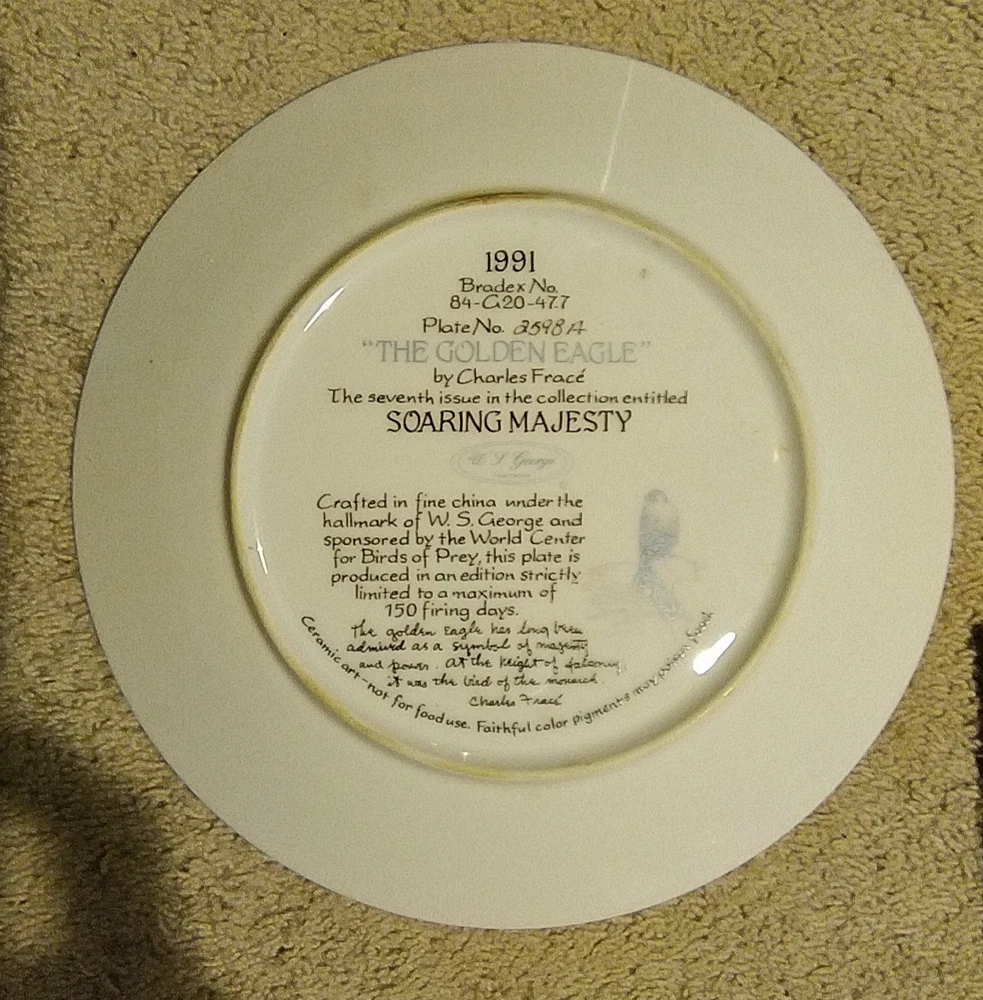 1991
Bradex No.
84-G20-47.7
Plate No. 2598A
"THE GOLDEN EAGLE"
by Charles Fracé
The seventh issue in the collection entitled
SOARING MAJESTY
W. S. George
Crafted in fine china under the
hallmark of W. S. George and
sponsored by the World Center
for Birds of Prey, this plate is
produced in an edition strictly
limited to a maximum of
150 firing days.
The golden Eagle has long been
admired as a symbol of majesty
and power. At the height of falconry,
it was the bird of the monarch.
Charles Fracé
Ceramic art—not for food use. Faithful color pigments may poison food.